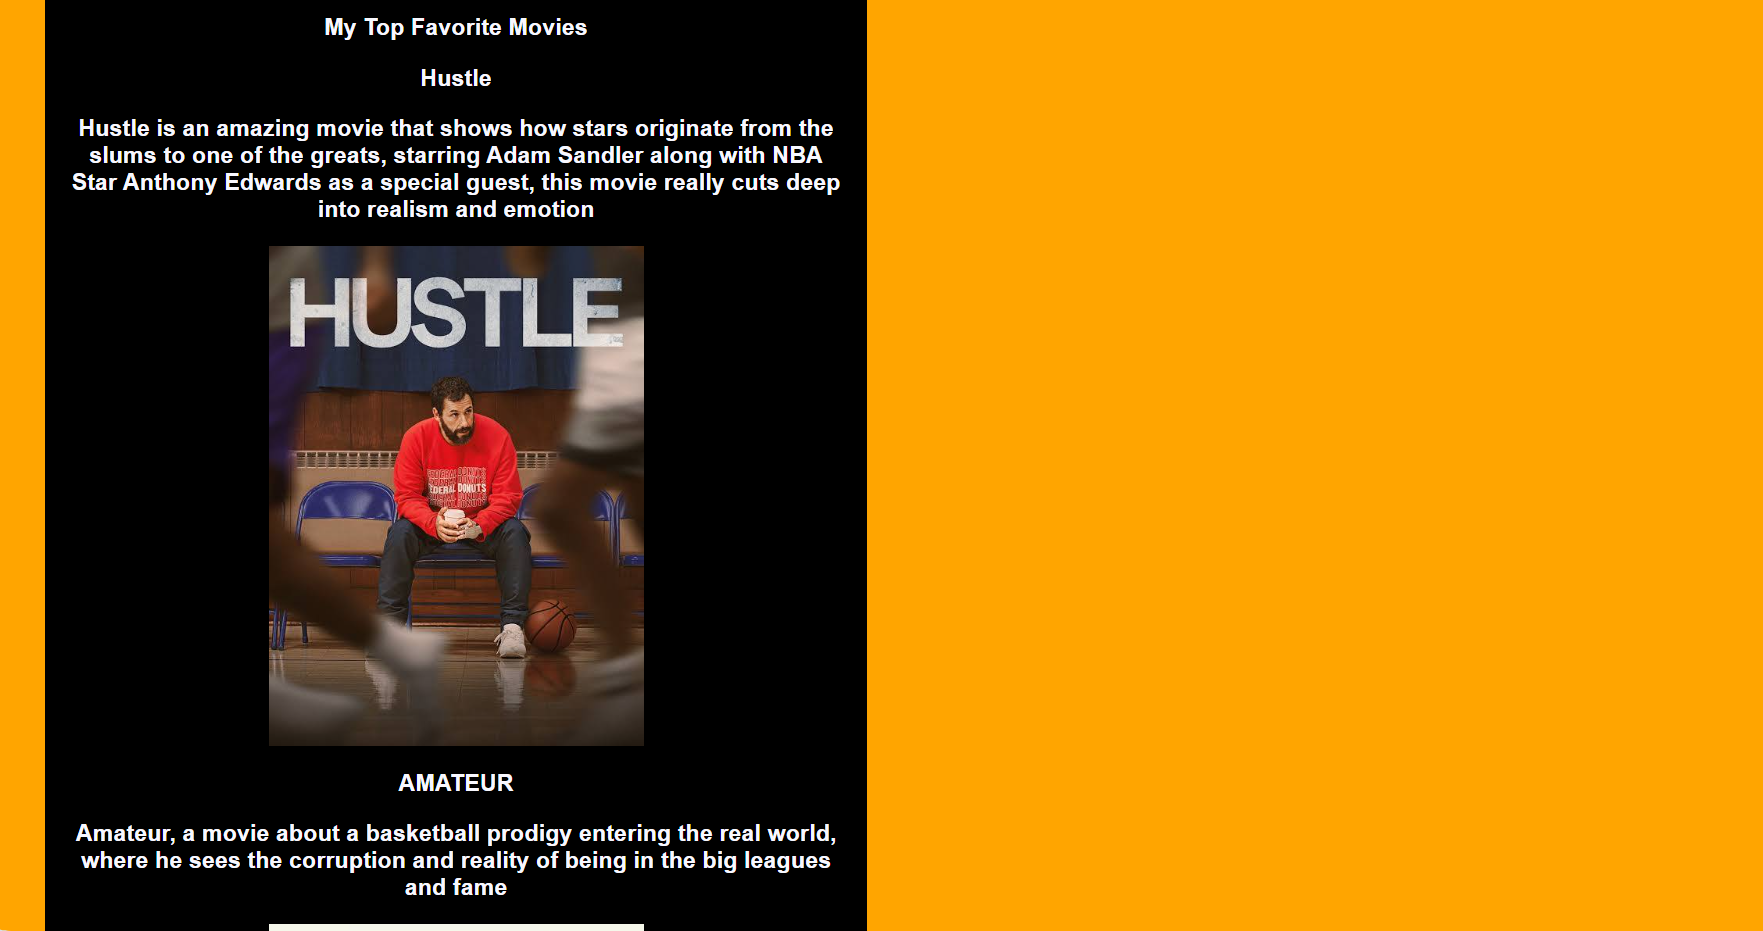 My Top Favorite Movies
Hustle
Hustle is an amazing movie that shows how stars originate from the
slums to one of the greats, starring Adam Sandler along with NBA
Star Anthony Edwards as a special guest, this movie really cuts deep
into realism and emotion
HUSTLE
FEDERAL DONUTS
AMATEUR
Amateur, a movie about a basketball prodigy entering the real world,
where he sees the corruption and reality of being in the big leagues
and fame